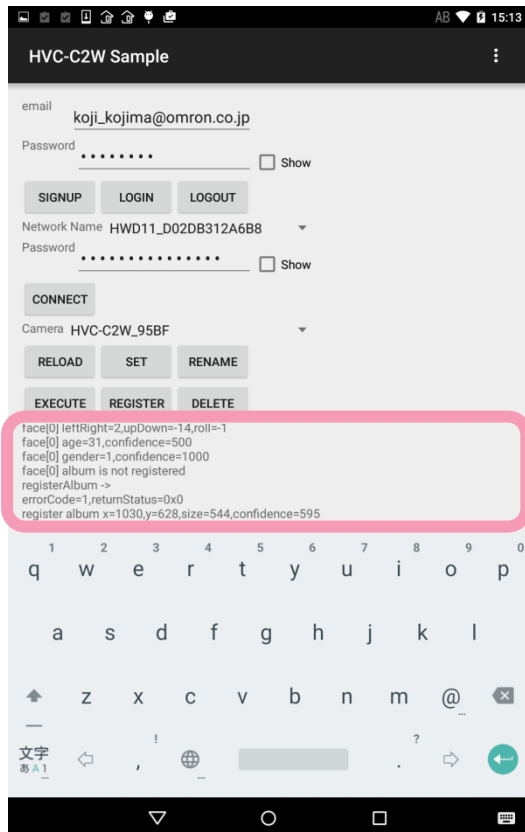 AB 15:13
HVC-C2W Sample
email
koji_kojima@omron.co.jp
Password
Show
SIGNUP LOGIN LOGOUT
Network Name HWD11_D02DB312A6B8
Password
Show
CONNECT
Camera HVC-C2W_95BF
RELOAD SET RENAME
EXECUTE REGISTER DELETE
face[0] leftRight=2,upDown=-14,roll=-1
face[0] age=31,confidence=500
face[0] gender=1,confidence=1000
face[0] album is not registered
registerAlbum ->
errorCode=1,returnStatus=0x0
register album x=1030,y=628,size=544,confidence=595
1 2 3 4 5 6 7 8 9 0
q w e r t y u i o p
a s d f g h j k l
z x c v b n m @
...
! ?
文字 , .
あA1
... ...